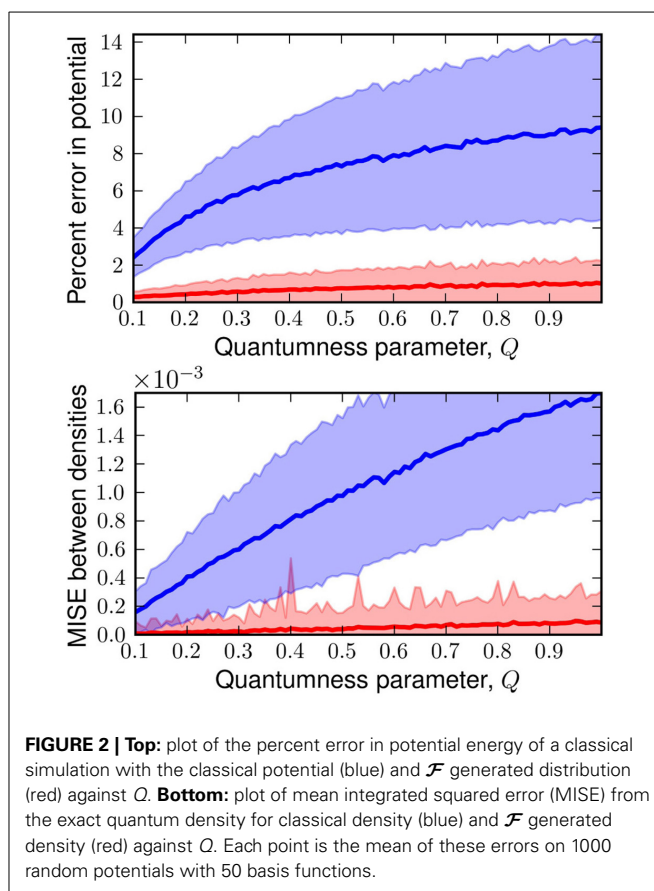 14
12
10
8
6
4
2
0
Percent error in potential
0.1 0.2 0.3 0.4 0.5 0.6 0.7 0.8 0.9
Quantumness parameter, Q
×10⁻³
1.6
1.4
1.2
1.0
0.8
0.6
0.4
0.2
0.0
MISE between densities
0.1 0.2 0.3 0.4 0.5 0.6 0.7 0.8 0.9
Quantumness parameter, Q
FIGURE 2 | Top: plot of the percent error in potential energy of a classical
simulation with the classical potential (blue) and 𝓕 generated distribution
(red) against Q. Bottom: plot of mean integrated squared error (MISE) from
the exact quantum density for classical density (blue) and 𝓕 generated
density (red) against Q. Each point is the mean of these errors on 1000
random potentials with 50 basis functions.